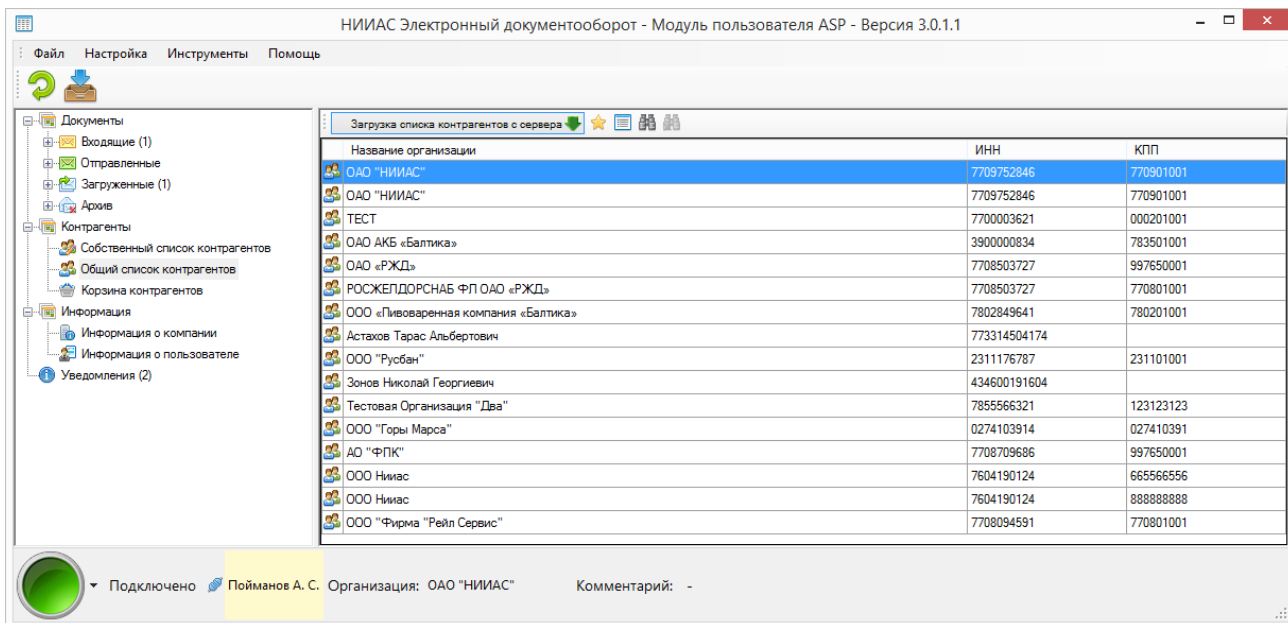 НИИАС Электронный документооборот - Модуль пользователя ASP - Версия 3.0.1.1
Файл Настройка Инструменты Помощь
Документы
Входящие (1)
Отправленные
Загруженные (1)
Архив
Контрагенты
Собственный список контрагентов
Общий список контрагентов
Корзина контрагентов
Информация
Информация о компании
Информация о пользователе
Уведомления (2)
Загрузка списка контрагентов с сервера
Название организации ИНН КПП
ОАО "НИИАС" 7709752846 770901001
ОАО "НИИАС" 7709752846 770901001
ТЕСТ 7700003621 000201001
ОАО АКБ «Балтика» 3900000834 783501001
ОАО «РЖД» 7708503727 997650001
РОСЖЕЛДОРСНАБ ФЛ ОАО «РЖД» 7708503727 770801001
ООО «Пивоваренная компания «Балтика» 7802849641 780201001
Астахов Тарас Альбертович 773314504174
ООО "Русбан" 2311176787 231101001
Зонов Николай Георгиевич 434600191604
Тестовая Организация "Два" 7855566321 123123123
ООО "Горы Марса" 0274103914 027410391
АО "ФПК" 7708709686 997650001
ООО Нииас 7604190124 665566556
ООО Нииас 7604190124 888888888
ООО "Фирма "Рейл Сервис" 7708094591 770801001
Подключено Пойманов А. С. Организация: ОАО "НИИАС" Комментарий: -